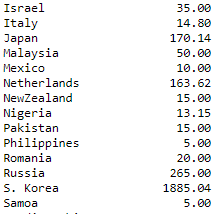 Israel 35.00
Italy 14.80
Japan 170.14
Malaysia 50.00
Mexico 10.00
Netherlands 163.62
NewZealand 15.00
Nigeria 13.15
Pakistan 15.00
Philippines 5.00
Romania 20.00
Russia 265.00
S. Korea 1885.04
Samoa 5.00